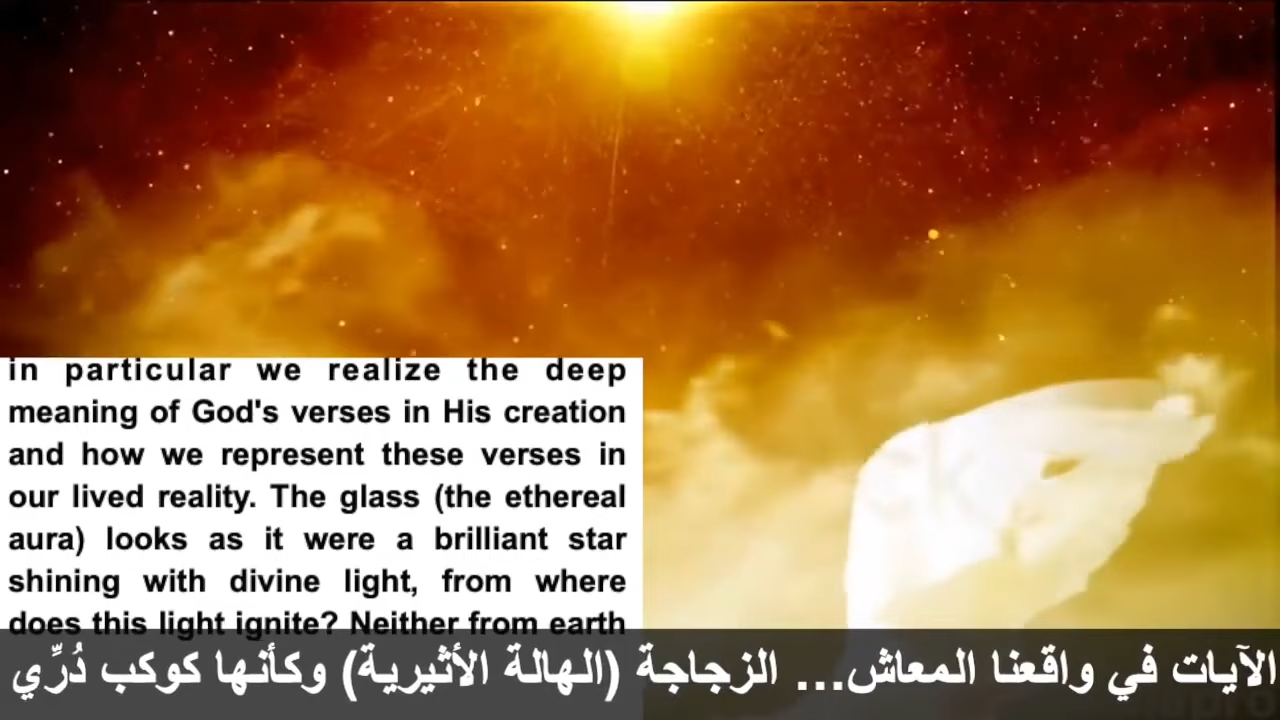 in particular we realize the deep
meaning of God's verses in His creation
and how we represent these verses in
our lived reality. The glass (the ethereal
aura) looks as it were a brilliant star
shining with divine light, from where
does this light ignite? Neither from earth
الآيات في واقعنا المعاش... الزجاجة (الهالة الأثيرية) وكأنها كوكب دُرِّي